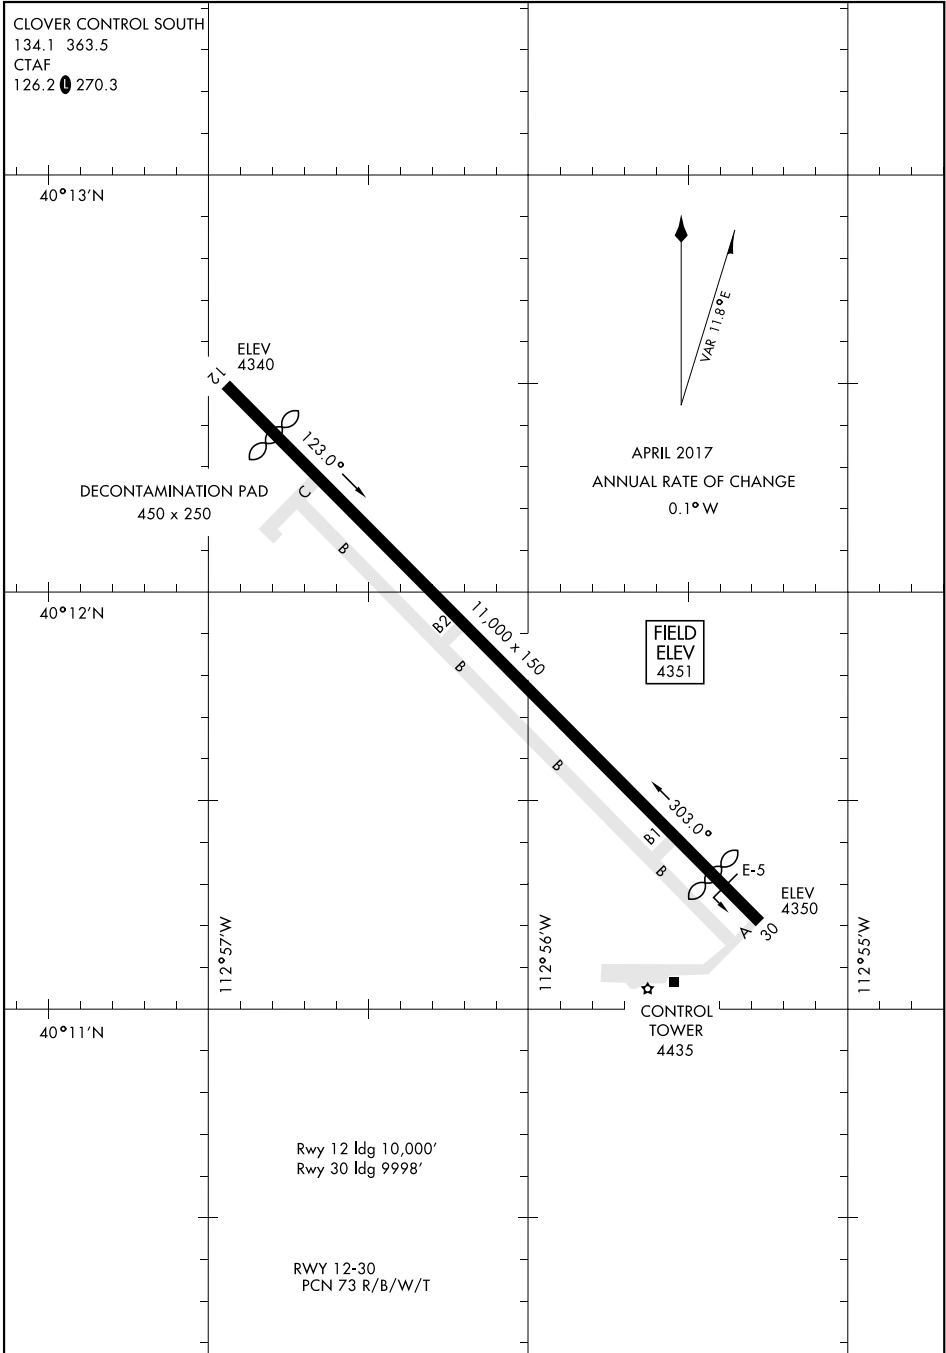 CLOVER CONTROL SOUTH
134.1 363.5
CTAF
126.2 L 270.3
40°13'N
VAR 11.8°E
ELEV
4340
12
123.0°
APRIL 2017
ANNUAL RATE OF CHANGE
0.1° W
DECONTAMINATION PAD
450 x 250
C
B
40°12'N
11,000 x 150
B2
B
FIELD
ELEV
4351
B
303.0°
B1
B
E-5
ELEV
4350
A
30
112°57'W
112°56'W
112°55'W
40°11'N
CONTROL
TOWER
4435
Rwy 12 ldg 10,000'
Rwy 30 ldg 9998'
RWY 12-30
PCN 73 R/B/W/T